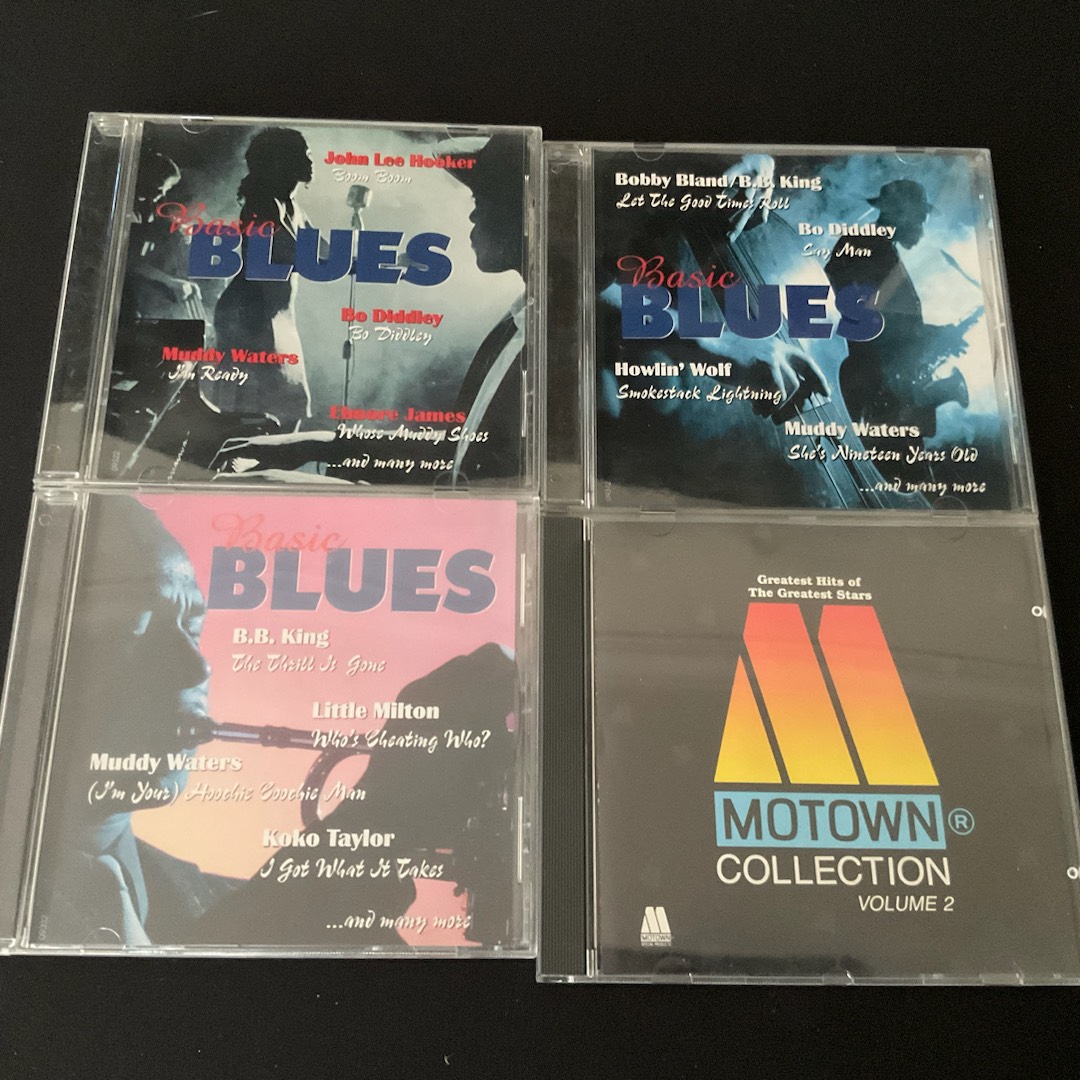 John Lee Hooker
Boom Boom
Basic
BLUES
Bo Diddley
Bo Diddley
Muddy Waters
I'm Ready
Elmore James
Whose Muddy Shoes
...and many more
Bobby Bland/B.B. King
Let The Good Times Roll
Bo Diddley
Say Man
Basic
BLUES
Howlin' Wolf
Smokestack Lightning
Muddy Waters
She's Nineteen Years Old
...and many more
Basic
BLUES
B.B. King
The Thrill Is Gone
Little Milton
Who's Cheating Who?
Muddy Waters
(I'm Your) Hoochie Coochie Man
Koko Taylor
I Got What It Takes
...and many more
Greatest Hits of
The Greatest Stars
MOTOWN ®
COLLECTION
VOLUME 2
MOTOWN